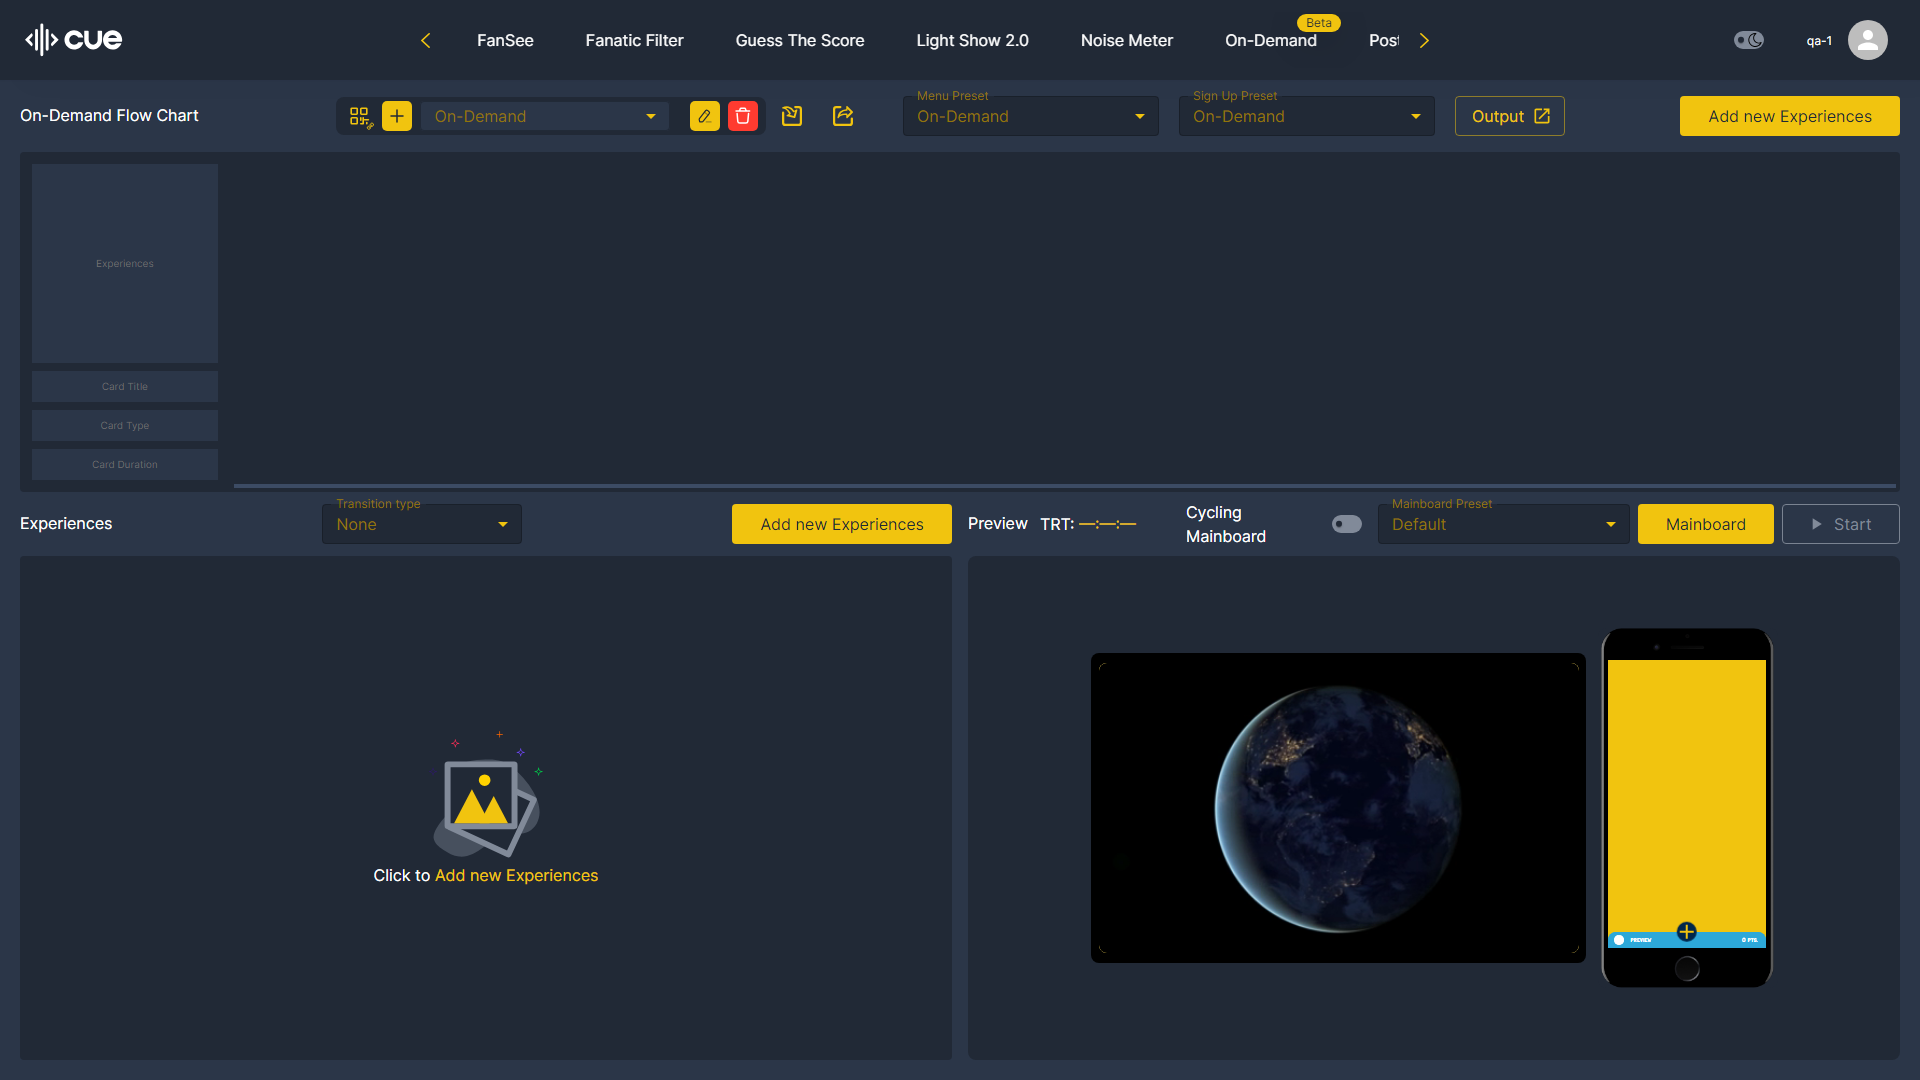 cue
FanSee
Fanatic Filter
Guess The Score
Light Show 2.0
Noise Meter
On-Demand
Beta
Pos
qa-1
On-Demand Flow Chart
On-Demand
Menu Preset
On-Demand
Sign Up Preset
On-Demand
Output
Add new Experiences
Experiences
Card Title
Card Type
Card Duration
Experiences
Transition type
None
Add new Experiences
Preview
TRT: —:—:—
Cycling
Mainboard
Mainboard Preset
Default
Mainboard
Start
Click to Add new Experiences
PREVIEW
0 PTS.